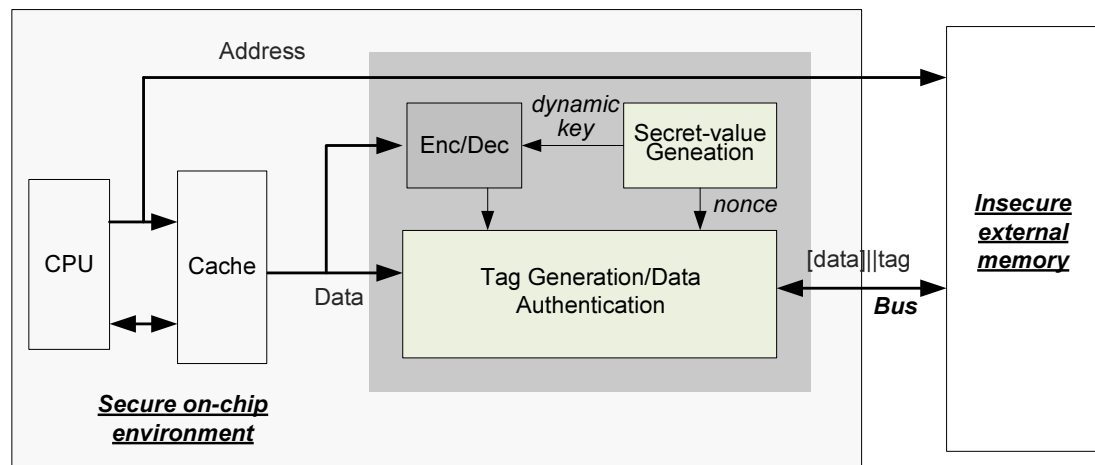 Address
dynamic
key
Enc/Dec
Secret-value
Geneation
nonce
CPU
Cache
Data
Tag Generation/Data
Authentication
[data]||tag
Bus
Insecure
external
memory
Secure on-chip
environment